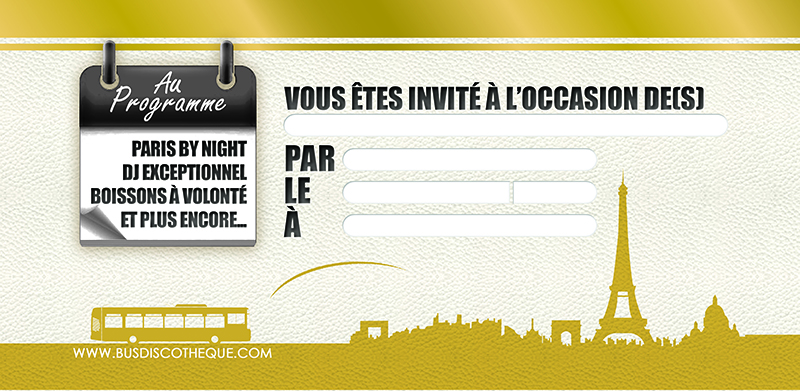 Au
Programme
PARIS BY NIGHT
DJ EXCEPTIONNEL
BOISSONS À VOLONTÉ
ET PLUS ENCORE...
VOUS ÊTES INVITÉ À L'OCCASION DE(S)
PAR
LE
À
WWW.BUSDISCOTHEQUE.COM